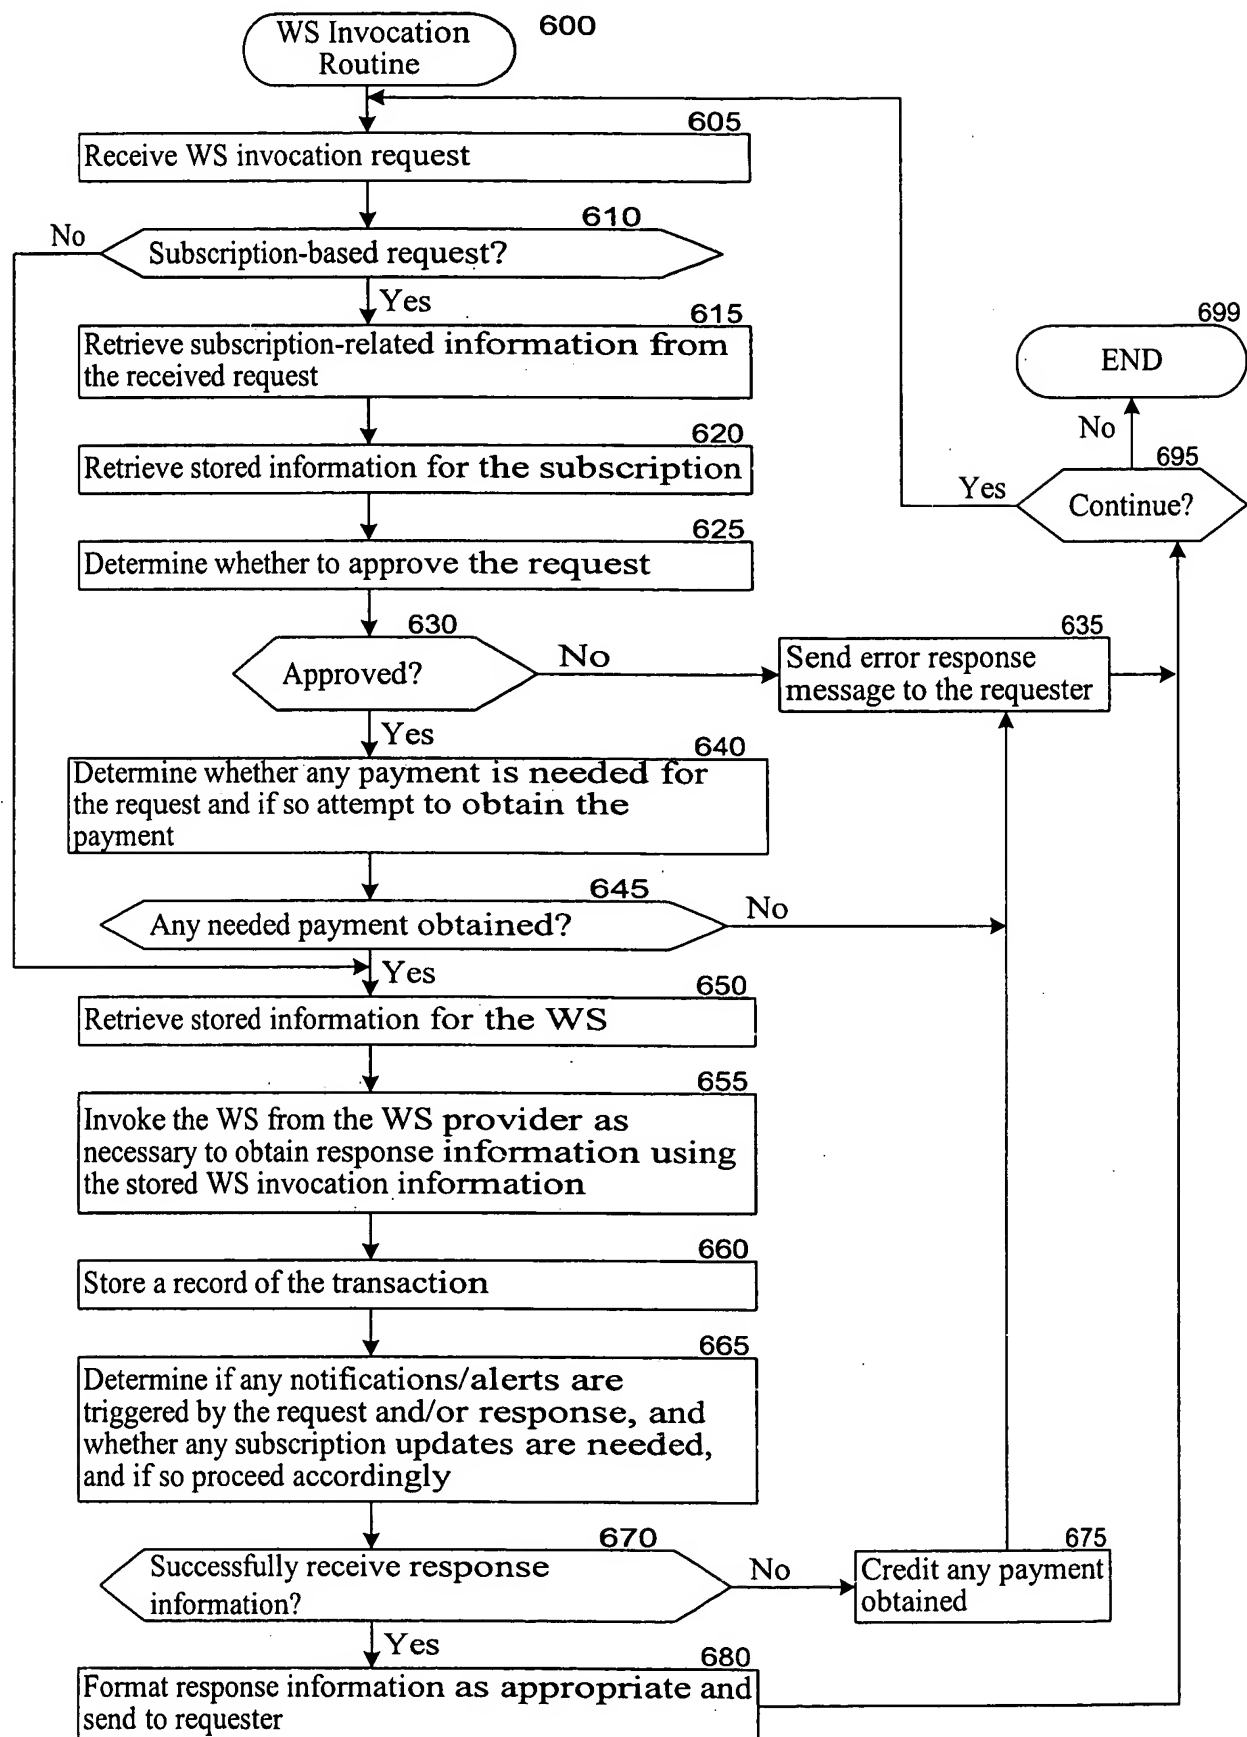 WS Invocation
Routine
600
605
Receive WS invocation request
610
No
Subscription-based request?
Yes
615
Retrieve subscription-related information from
the received request
699
END
No
620
Retrieve stored information for the subscription
695
Yes
Continue?
625
Determine whether to approve the request
630
Approved?
No
635
Send error response
message to the requester
Yes
640
Determine whether any payment is needed for
the request and if so attempt to obtain the
payment
645
Any needed payment obtained?
No
Yes
650
Retrieve stored information for the WS
655
Invoke the WS from the WS provider as
necessary to obtain response information using
the stored WS invocation information
660
Store a record of the transaction
665
Determine if any notifications/alerts are
triggered by the request and/or response, and
whether any subscription updates are needed,
and if so proceed accordingly
670
Successfully receive response
information?
No
675
Credit any payment
obtained
Yes
680
Format response information as appropriate and
send to requester